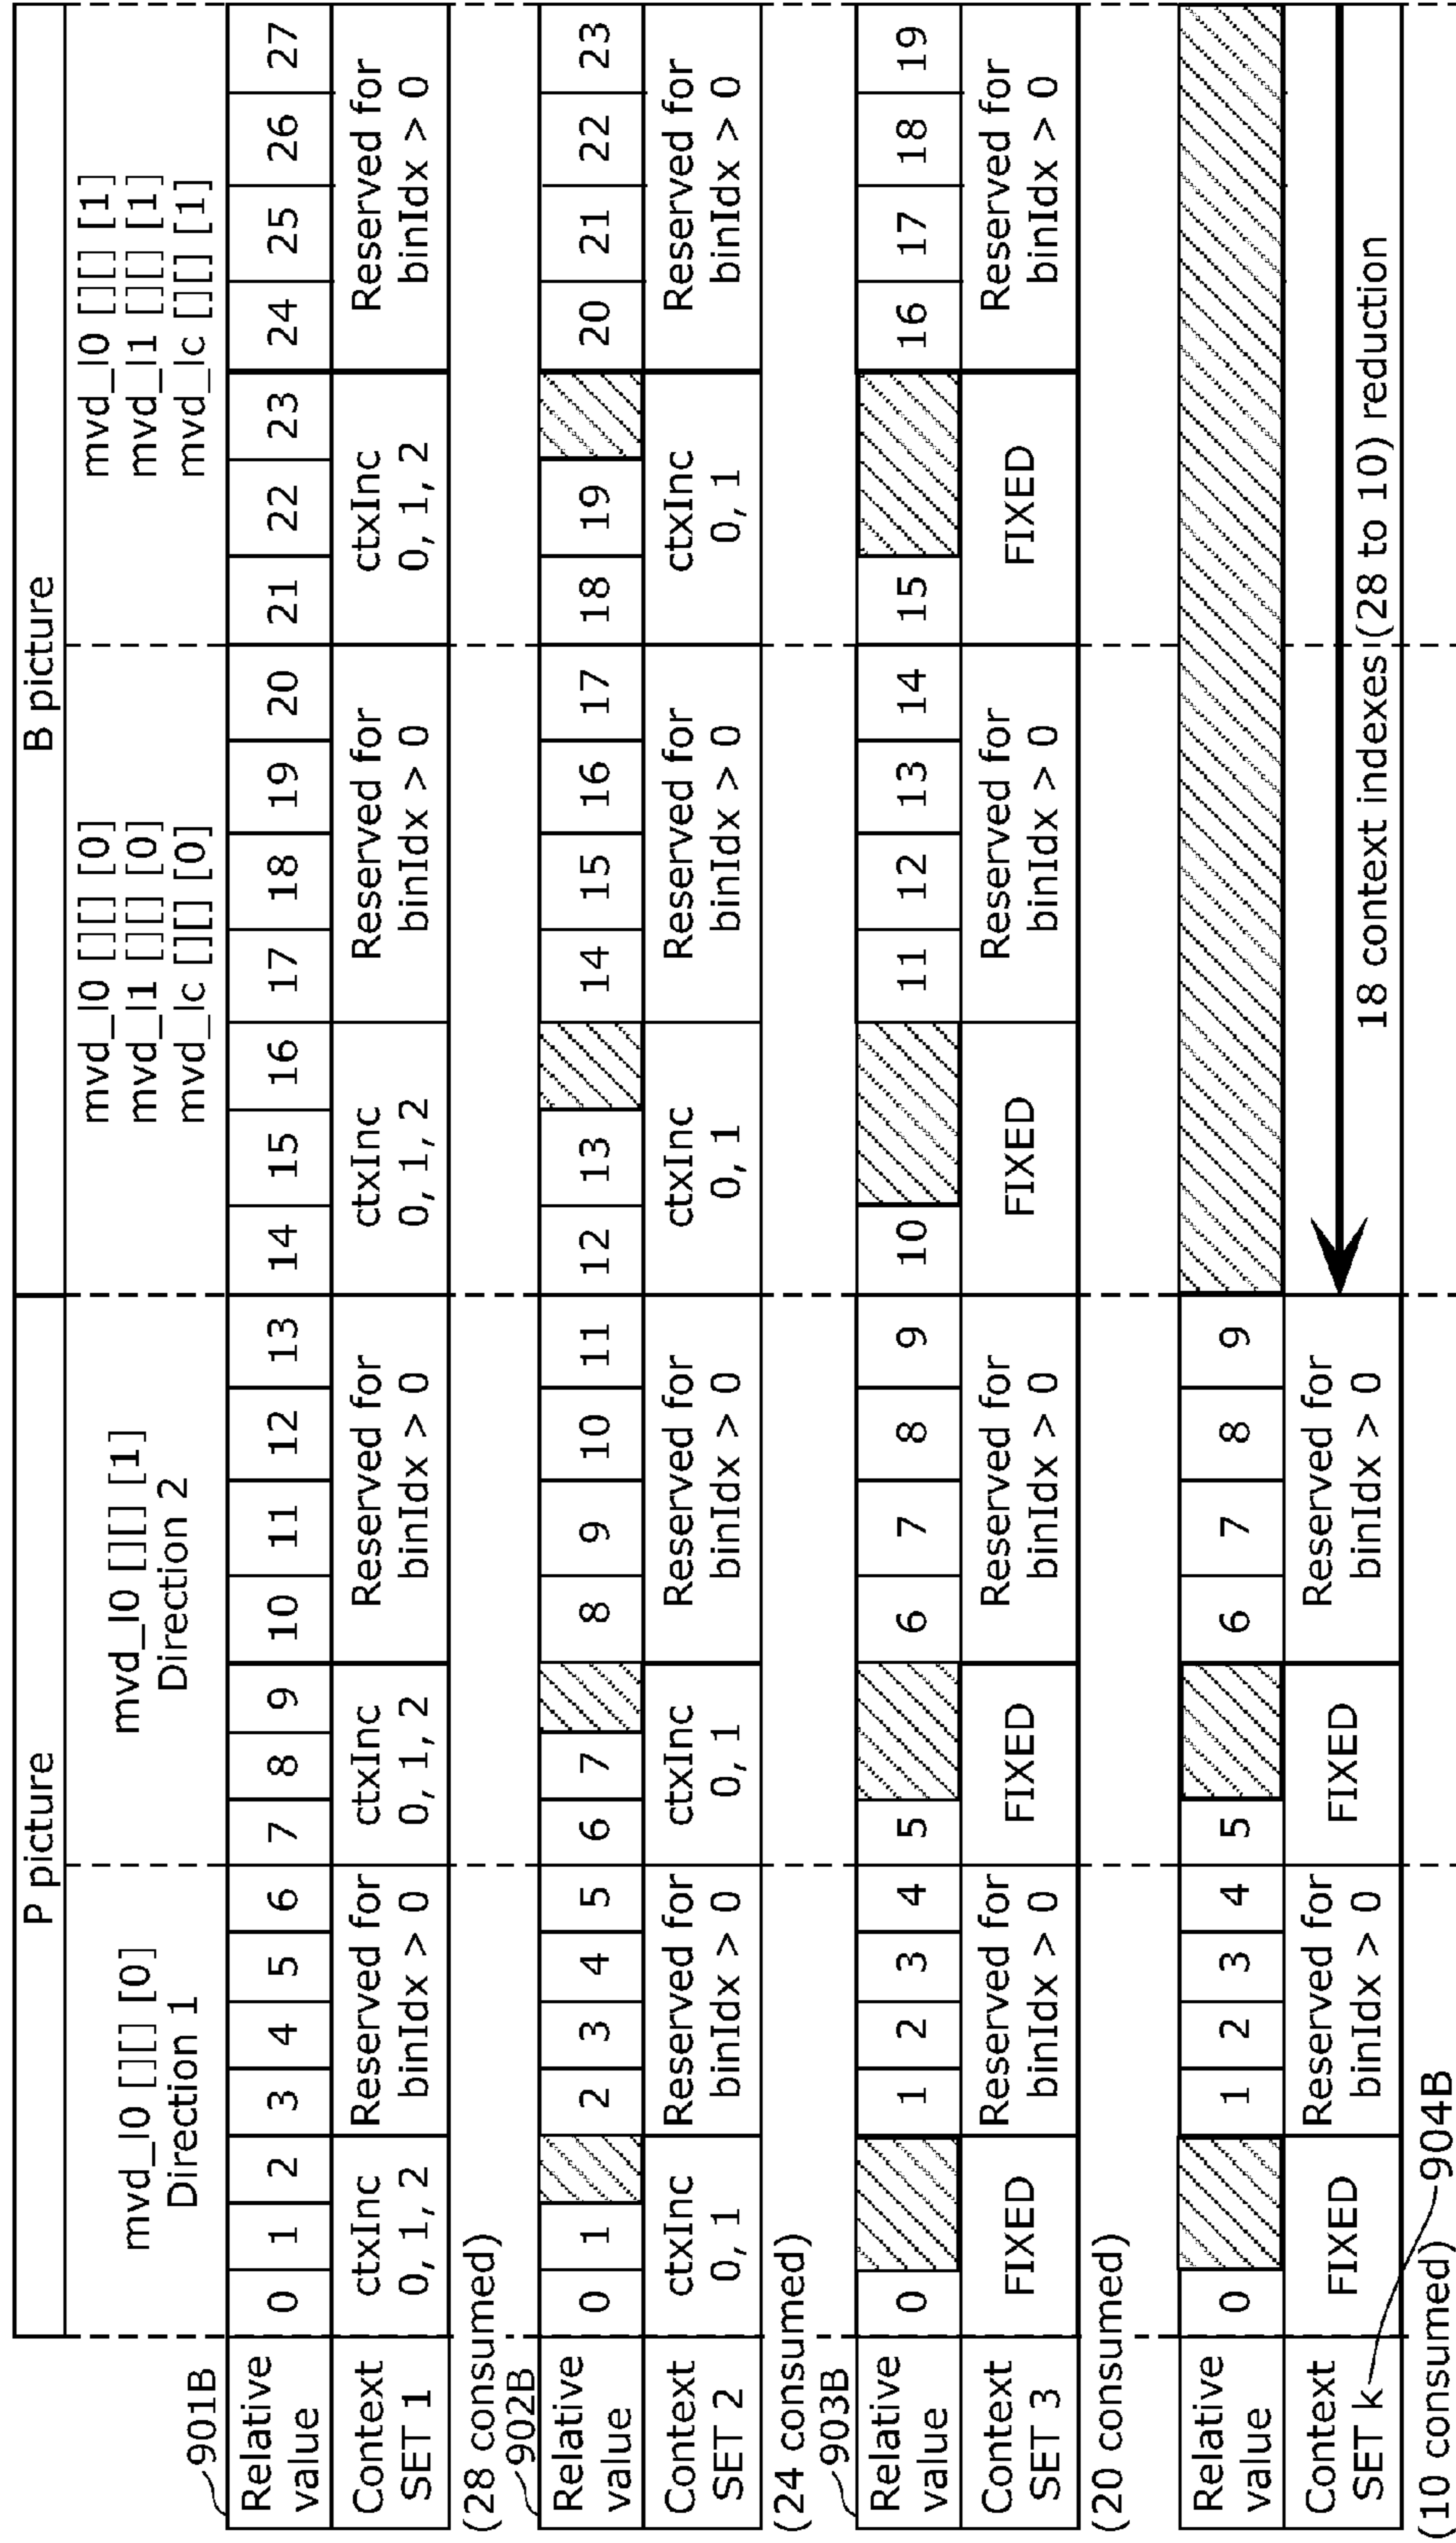 P picture
B picture
mvd_l0 [][] [0]
Direction 1
mvd_l0 [][] [1]
Direction 2
mvd_l0 [][] [0]
mvd_l1 [][] [0]
mvd_lc [][] [0]
mvd_l0 [][] [1]
mvd_l1 [][] [1]
mvd_lc [][] [1]
901B
Relative
value
0 1 2 3 4 5 6 7 8 9 10 11 12 13 14 15 16 17 18 19 20 21 22 23 24 25 26 27
Context
SET 1
ctxInc
0, 1, 2
Reserved for
binIdx > 0
ctxInc
0, 1, 2
Reserved for
binIdx > 0
ctxInc
0, 1, 2
Reserved for
binIdx > 0
ctxInc
0, 1, 2
Reserved for
binIdx > 0
(28 consumed)
902B
Relative
value
0 1 2 3 4 5 6 7 8 9 10 11 12 13 14 15 16 17 18 19 20 21 22 23
Context
SET 2
ctxInc
0, 1
Reserved for
binIdx > 0
ctxInc
0, 1
Reserved for
binIdx > 0
ctxInc
0, 1
Reserved for
binIdx > 0
ctxInc
0, 1
Reserved for
binIdx > 0
(24 consumed)
903B
Relative
value
0 1 2 3 4 5 6 7 8 9 10 11 12 13 14 15 16 17 18 19
Context
SET 3
FIXED
Reserved for
binIdx > 0
FIXED
Reserved for
binIdx > 0
FIXED
Reserved for
binIdx > 0
FIXED
Reserved for
binIdx > 0
(20 consumed)
Relative
value
0 1 2 3 4 5 6 7 8 9
Context
SET k
FIXED
Reserved for
binIdx > 0
FIXED
Reserved for
binIdx > 0
18 context indexes (28 to 10) reduction
(10 consumed)
904B